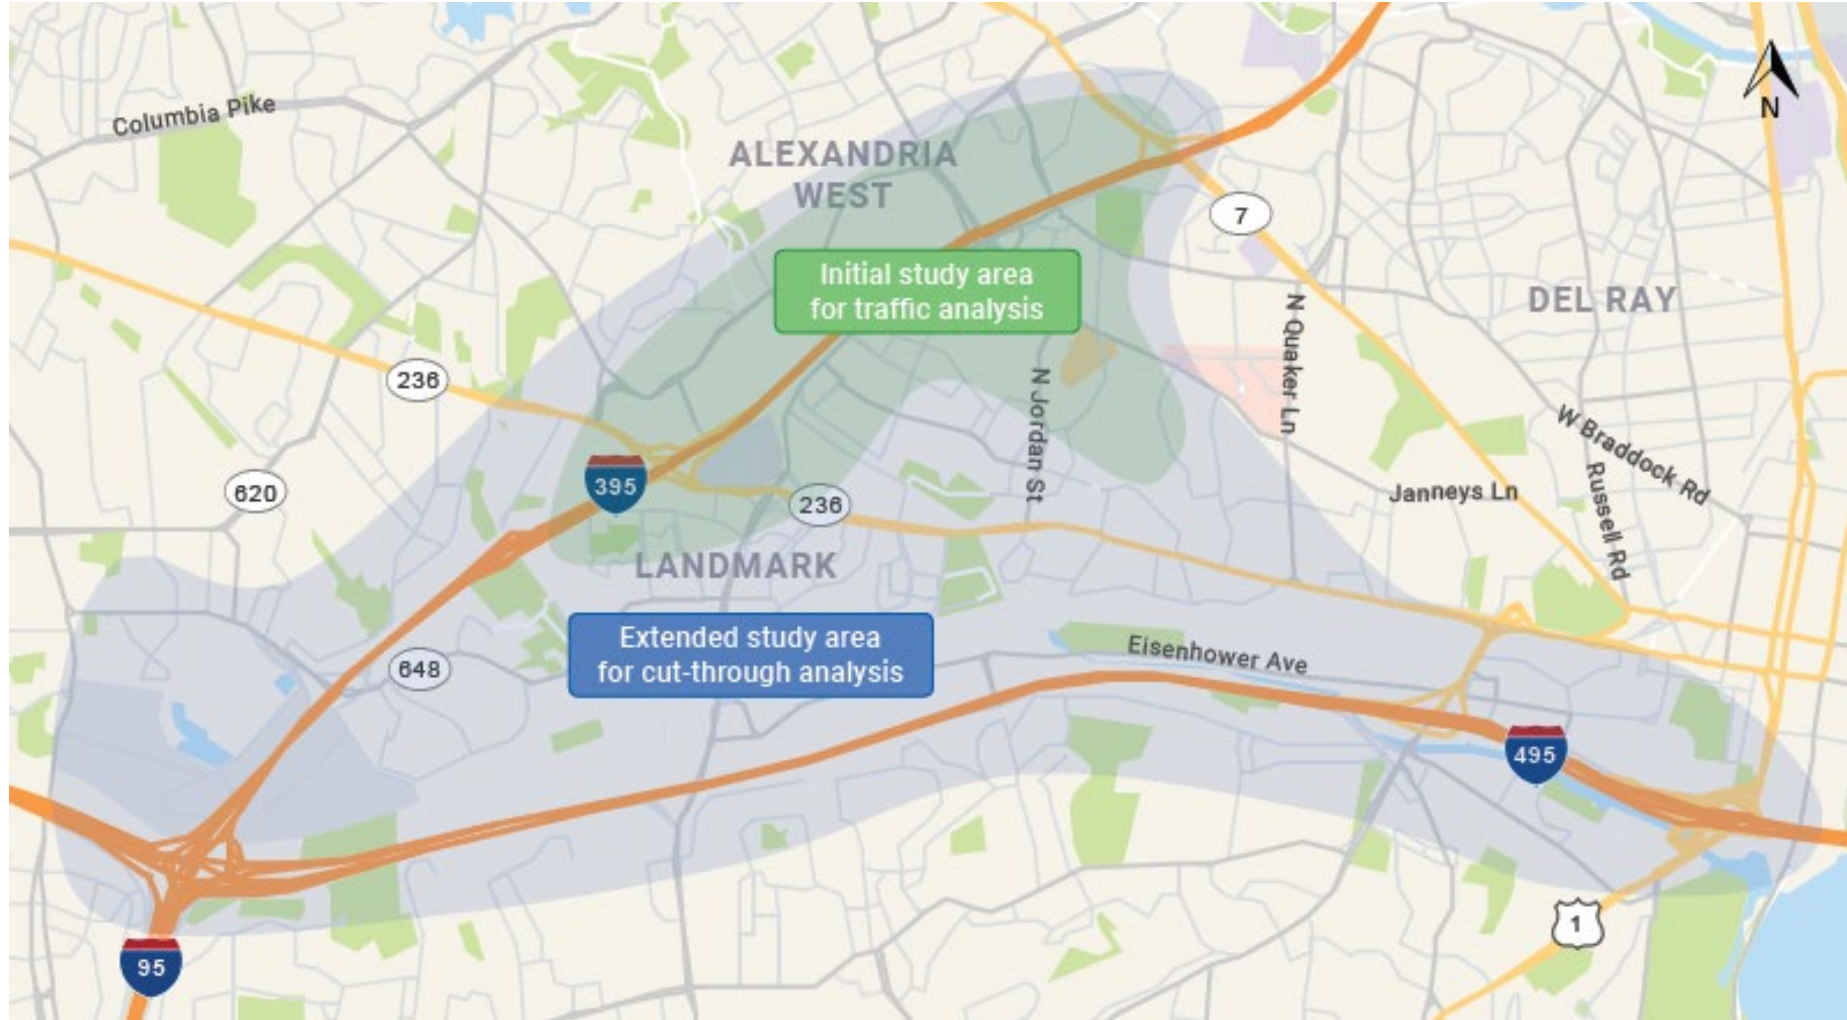 Columbia Pike
N
ALEXANDRIA
WEST
7
Initial study area
for traffic analysis
DEL RAY
N Quaker Ln
236
N Jordan St
W Braddock Rd
395
620
236
Janneys Ln
Russell Rd
LANDMARK
Extended study area
for cut-through analysis
648
Eisenhower Ave
495
1
95